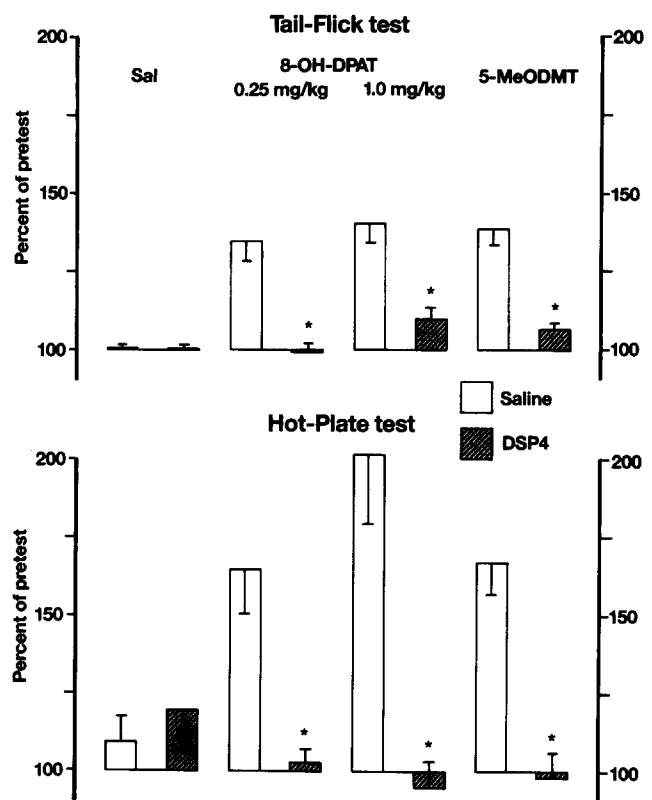 Tail-Flick test
200
200
Sal
8-OH-DPAT
0.25 mg/kg
1.0 mg/kg
5-MeODMT
150
150
Percent of pretest
*
*
*
100
100
Saline
DSP4
Hot-Plate test
200
200
150
150
Percent of pretest
*
*
*
100
100